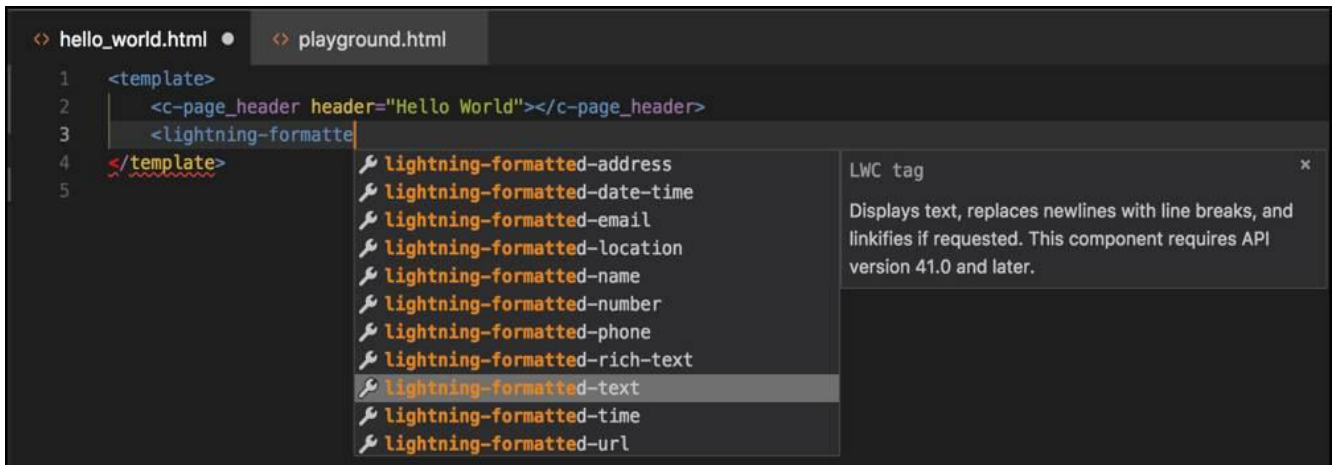 <> hello_world.html ● <> playground.html
1 <template>
2 <c-page_header header="Hello World"></c-page_header>
3 <lightning-formatte
4 </template>
5
lightning-formatted-address
lightning-formatted-date-time
lightning-formatted-email
lightning-formatted-location
lightning-formatted-name
lightning-formatted-number
lightning-formatted-phone
lightning-formatted-rich-text
lightning-formatted-text
lightning-formatted-time
lightning-formatted-url
LWC tag ×
Displays text, replaces newlines with line breaks, and
linkifies if requested. This component requires API
version 41.0 and later.